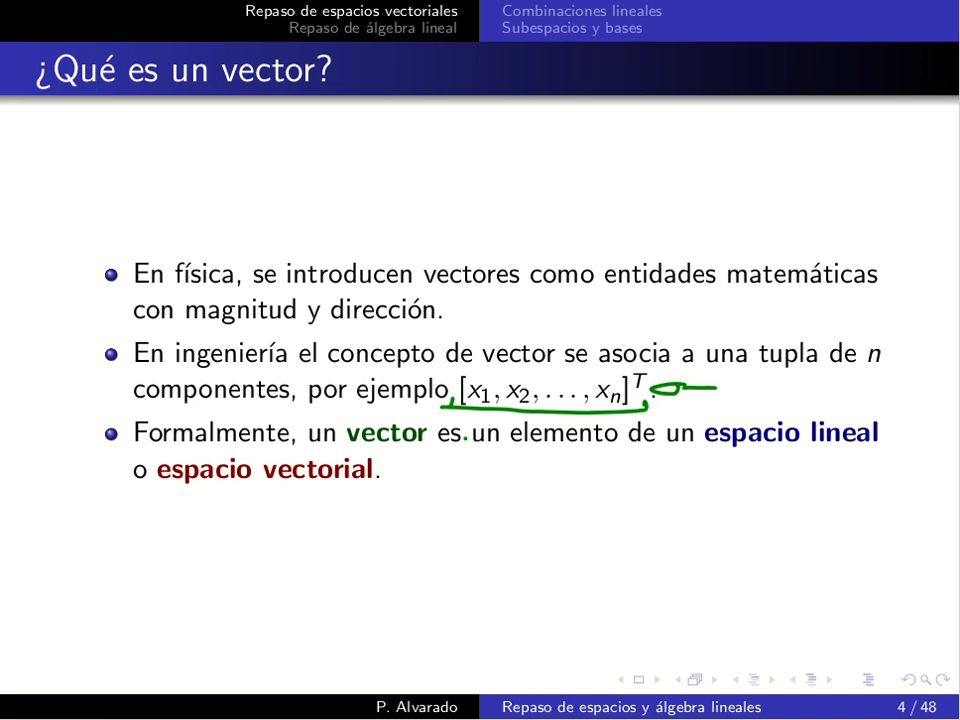 Repaso de espacios vectoriales
Repaso de álgebra lineal
Combinaciones lineales
Subespacios y bases
¿Qué es un vector?
En física, se introducen vectores como entidades matemáticas
con magnitud y dirección.
En ingeniería el concepto de vector se asocia a una tupla de n
componentes, por ejemplo, [x₁, x₂, . . . , xₙ]ᵀ.
Formalmente, un vector es un elemento de un espacio lineal
o espacio vectorial.
P. Alvarado
Repaso de espacios y álgebra lineales
4 / 48